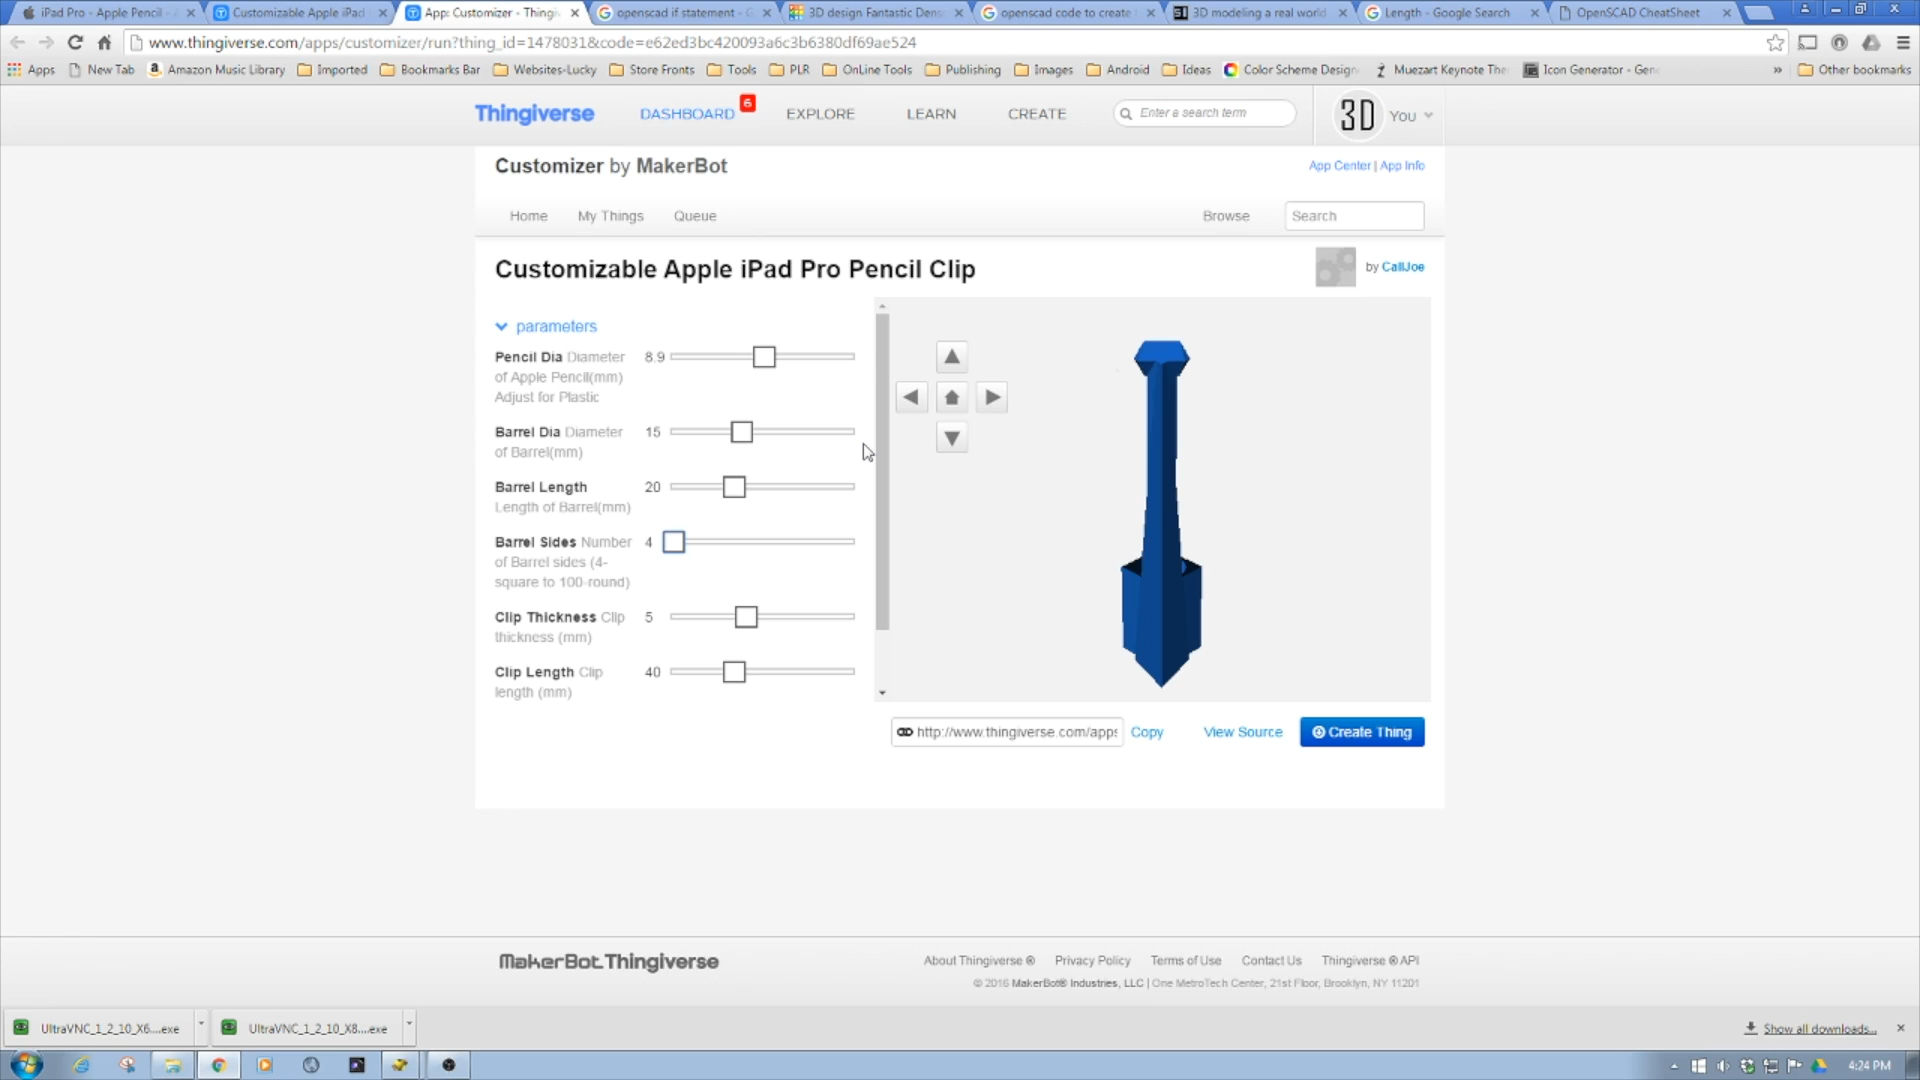 iPad Pro - Apple Pencil -
Customizable Apple iPad
App: Customizer - Thingi
openscad if statement - G
3D design Fantastic Dens
openscad code to create
3D modeling a real world
Length - Google Search
OpenSCAD CheatSheet
www.thingiverse.com/apps/customizer/run?thing_id=1478031&code=e62ed3bc420093a6c3b6380df69ae524
Apps
New Tab
Amazon Music Library
Imported
Bookmarks Bar
Websites-Lucky
Store Fronts
Tools
PLR
OnLine Tools
Publishing
Images
Android
Ideas
Color Scheme Design
Muezart Keynote The
Icon Generator - Gen
»
Other bookmarks
Thingiverse
DASHBOARD
6
EXPLORE
LEARN
CREATE
Enter a search term
3D
You
Customizer by MakerBot
App Center | App Info
Home
My Things
Queue
Browse
Search
Customizable Apple iPad Pro Pencil Clip
by CallJoe
parameters
Pencil Dia Diameter
of Apple Pencil(mm)
Adjust for Plastic
8.9
Barrel Dia Diameter
of Barrel(mm)
15
Barrel Length
Length of Barrel(mm)
20
Barrel Sides Number
of Barrel sides (4-
square to 100-round)
4
Clip Thickness Clip
thickness (mm)
5
Clip Length Clip
length (mm)
40
http://www.thingiverse.com/apps
Copy
View Source
Create Thing
MakerBot.Thingiverse
About Thingiverse ®
Privacy Policy
Terms of Use
Contact Us
Thingiverse ® API
© 2016 MakerBot® Industries, LLC | One MetroTech Center, 21st Floor, Brooklyn, NY 11201
UltraVNC_1_2_10_X6....exe
UltraVNC_1_2_10_X8....exe
Show all downloads...
4:24 PM